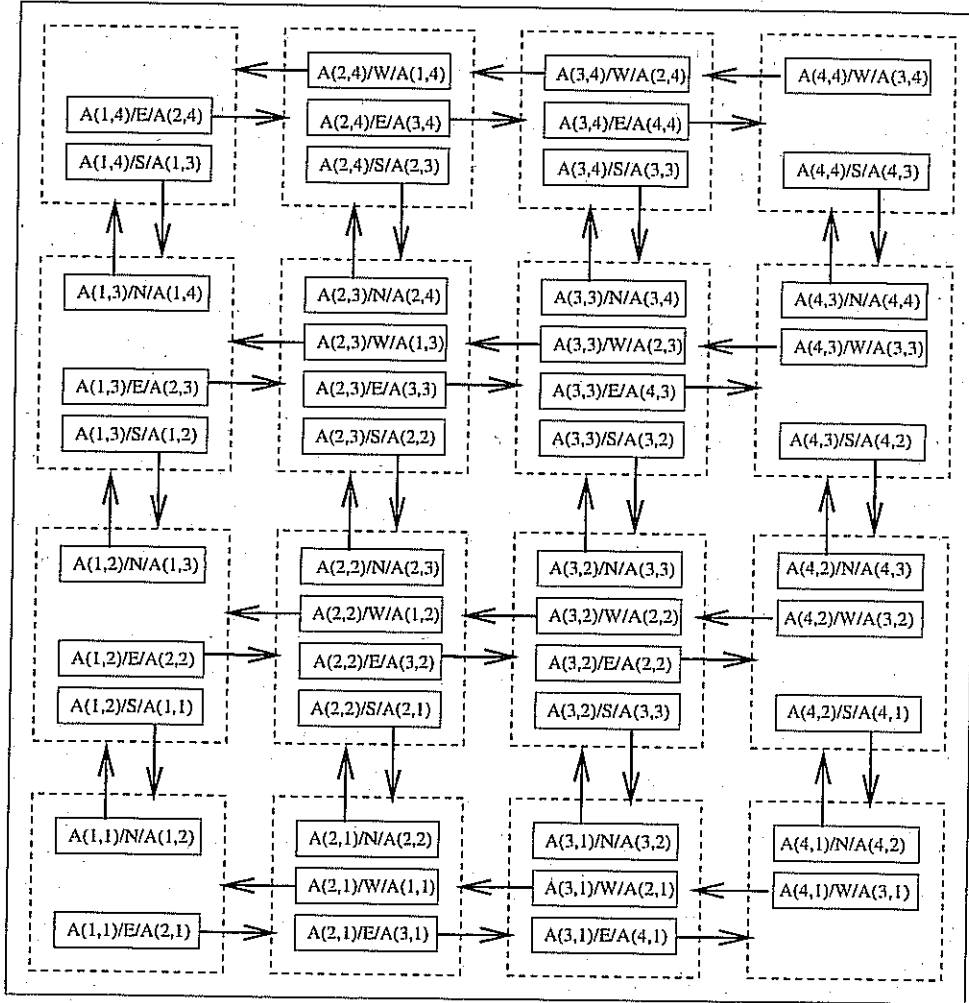 A(2,4)/W/A(1,4) A(3,4)/W/A(2,4) A(4,4)/W/A(3,4)
A(1,4)/E/A(2,4) A(2,4)/E/A(3,4) A(3,4)/E/A(4,4)
A(1,4)/S/A(1,3) A(2,4)/S/A(2,3) A(3,4)/S/A(3,3) A(4,4)/S/A(4,3)
A(1,3)/N/A(1,4) A(2,3)/N/A(2,4) A(3,3)/N/A(3,4) A(4,3)/N/A(4,4)
A(2,3)/W/A(1,3) A(3,3)/W/A(2,3) A(4,3)/W/A(3,3)
A(1,3)/E/A(2,3) A(2,3)/E/A(3,3) A(3,3)/E/A(4,3)
A(1,3)/S/A(1,2) A(2,3)/S/A(2,2) A(3,3)/S/A(3,2) A(4,3)/S/A(4,2)
A(1,2)/N/A(1,3) A(2,2)/N/A(2,3) A(3,2)/N/A(3,3) A(4,2)/N/A(4,3)
A(2,2)/W/A(1,2) A(3,2)/W/A(2,2) A(4,2)/W/A(3,2)
A(1,2)/E/A(2,2) A(2,2)/E/A(3,2) A(3,2)/E/A(2,2)
A(1,2)/S/A(1,1) A(2,2)/S/A(2,1) A(3,2)/S/A(3,3) A(4,2)/S/A(4,1)
A(1,1)/N/A(1,2) A(2,1)/N/A(2,2) A(3,1)/N/A(3,2) A(4,1)/N/A(4,2)
A(2,1)/W/A(1,1) A(3,1)/W/A(2,1) A(4,1)/W/A(3,1)
A(1,1)/E/A(2,1) A(2,1)/E/A(3,1) A(3,1)/E/A(4,1)